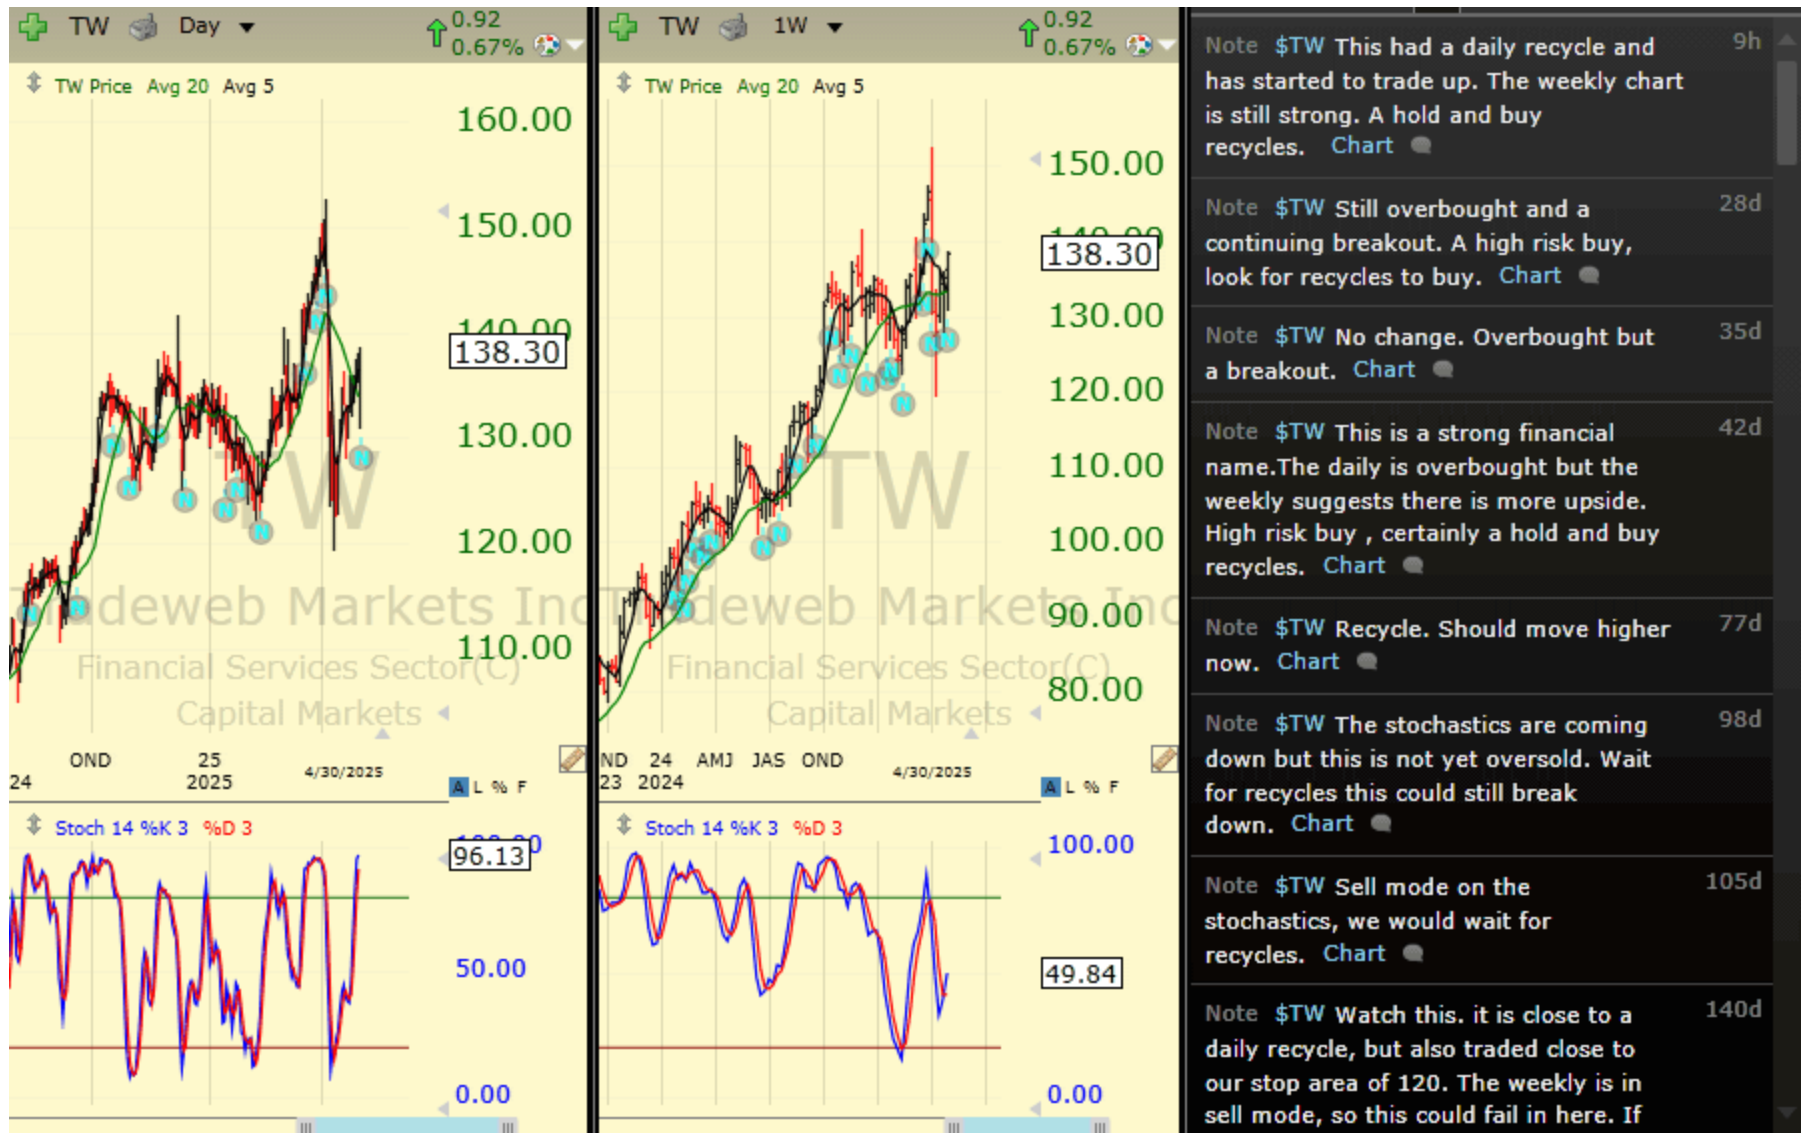 TW Day 0.92
0.67%
TW Price Avg 20 Avg 5
160.00
150.00
140.00
138.30
130.00
120.00
110.00
TW
Tradeweb Markets Inc
Financial Services Sector(C)
Capital Markets
OND 25
24 2025 4/30/2025
A L % F
Stoch 14 %K 3 %D 3
100.00
96.13
50.00
0.00
TW 1W 0.92
0.67%
TW Price Avg 20 Avg 5
150.00
140.00
138.30
130.00
120.00
110.00
100.00
90.00
80.00
TW
Tradeweb Markets Inc
Financial Services Sector(C)
Capital Markets
ND 24 AMJ JAS OND
23 2024 4/30/2025
A L % F
Stoch 14 %K 3 %D 3
100.00
49.84
0.00
Note $TW This had a daily recycle and 9h
has started to trade up. The weekly chart
is still strong. A hold and buy
recycles. Chart
Note $TW Still overbought and a 28d
continuing breakout. A high risk buy,
look for recycles to buy. Chart
Note $TW No change. Overbought but 35d
a breakout. Chart
Note $TW This is a strong financial 42d
name.The daily is overbought but the
weekly suggests there is more upside.
High risk buy , certainly a hold and buy
recycles. Chart
Note $TW Recycle. Should move higher 77d
now. Chart
Note $TW The stochastics are coming 98d
down but this is not yet oversold. Wait
for recycles this could still break
down. Chart
Note $TW Sell mode on the 105d
stochastics, we would wait for
recycles. Chart
Note $TW Watch this. it is close to a 140d
daily recycle, but also traded close to
our stop area of 120. The weekly is in
sell mode, so this could fail in here. If